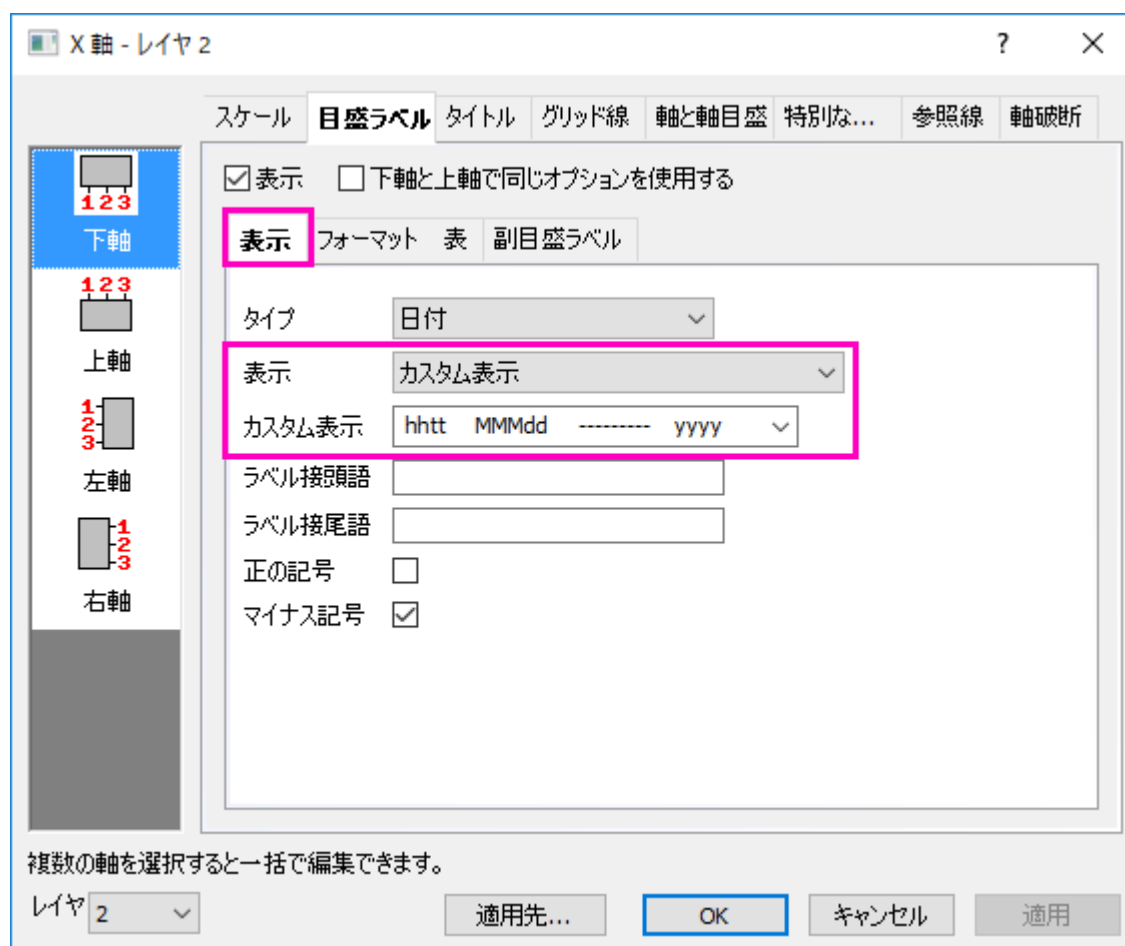 X 軸 - レイヤ 2 ?
スケール 目盛ラベル タイトル グリッド線 軸と軸目盛 特別な... 参照線 軸破断
1 2 3
下軸
1 2 3
上軸
1
2
3
左軸
1
2
3
右軸
表示 下軸と上軸で同じオプションを使用する
表示 フォーマット 表 副目盛ラベル
タイプ 日付
表示 カスタム表示
カスタム表示 hhtt MMMdd --------- yyyy
ラベル接頭語
ラベル接尾語
正の記号
マイナス記号
複数の軸を選択すると一括で編集できます。
レイヤ 2 適用先... OK キャンセル 適用